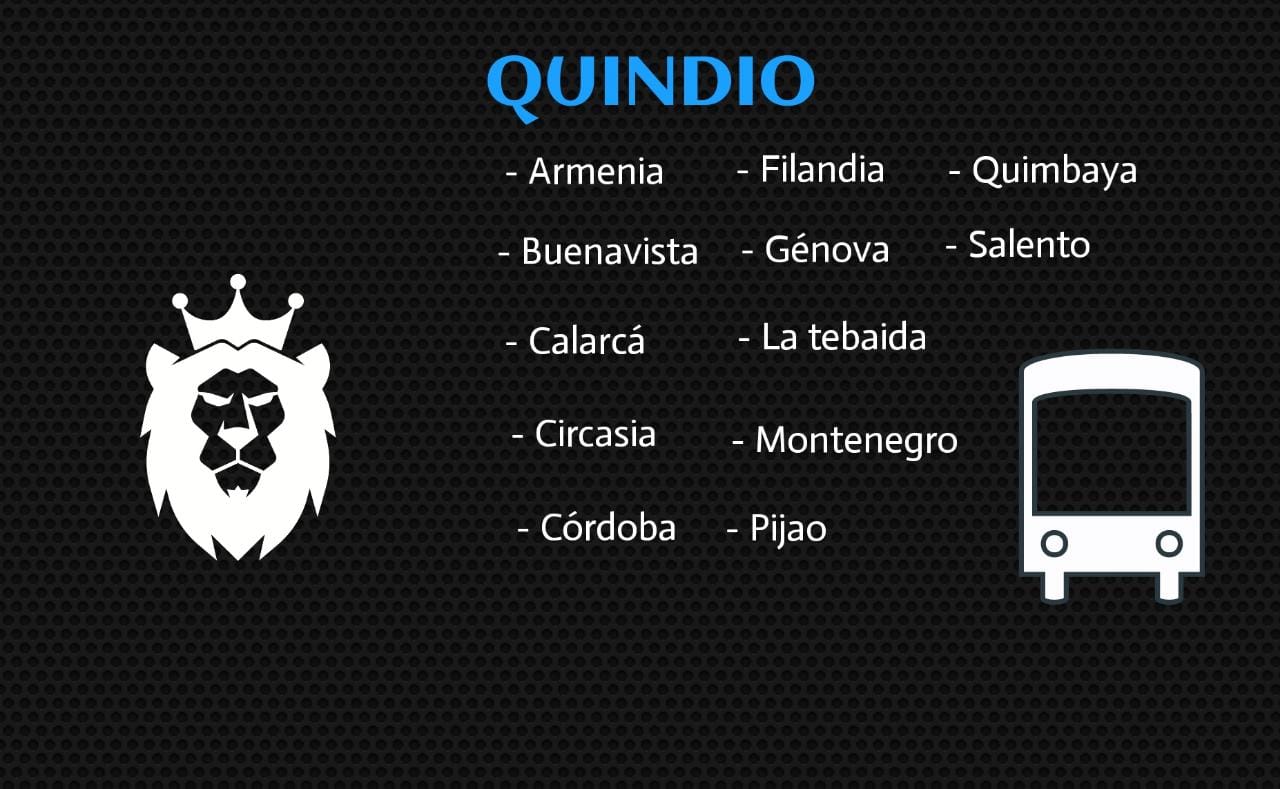 QUINDIO
- Armenia
- Buenavista
- Calarcá
- Circasia
- Córdoba
- Filandia
- Génova
- La tebaida
- Montenegro
- Pijao
- Quimbaya
- Salento